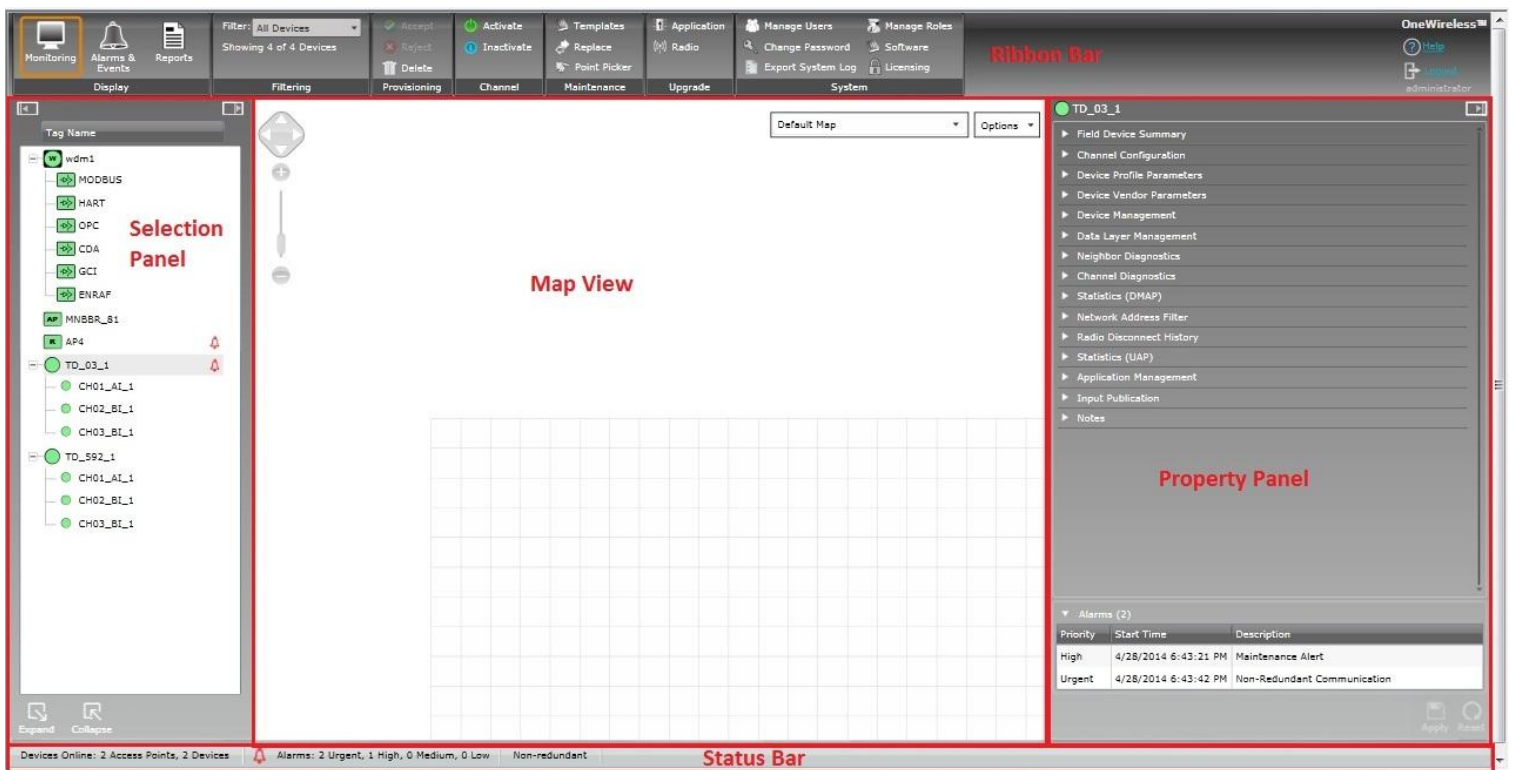 Monitoring
Alarms & Events
Reports
Display
Filter: All Devices
Showing 4 of 4 Devices
Filtering
Accept
Reject
Delete
Provisioning
Activate
Inactivate
Channel
Templates
Replace
Point Picker
Maintenance
Application
Radio
Upgrade
Manage Users
Manage Roles
Change Password
Software
Export System Log
Licensing
System
Ribbon Bar
OneWireless™
Help
Logout
administrator
Tag Name
wdm1
MODBUS
HART
OPC
CDA
GCI
ENRAF
AP MNBBR_81
R AP4
TD_03_1
CH01_AI_1
CH02_BI_1
CH03_BI_1
TD_592_1
CH01_AI_1
CH02_BI_1
CH03_BI_1
Selection
Panel
Expand
Collapse
Default Map
Options
Map View
TD_03_1
Field Device Summary
Channel Configuration
Device Profile Parameters
Device Vendor Parameters
Device Management
Data Layer Management
Neighbor Diagnostics
Channel Diagnostics
Statistics (DMAP)
Network Address Filter
Radio Disconnect History
Statistics (UAP)
Application Management
Input Publication
Notes
Property Panel
Alarms (2)
Priority Start Time Description
High 4/28/2014 6:43:21 PM Maintenance Alert
Urgent 4/28/2014 6:43:42 PM Non-Redundant Communication
Apply Reset
Devices Online: 2 Access Points, 2 Devices
Alarms: 2 Urgent, 1 High, 0 Medium, 0 Low
Non-redundant
Status Bar